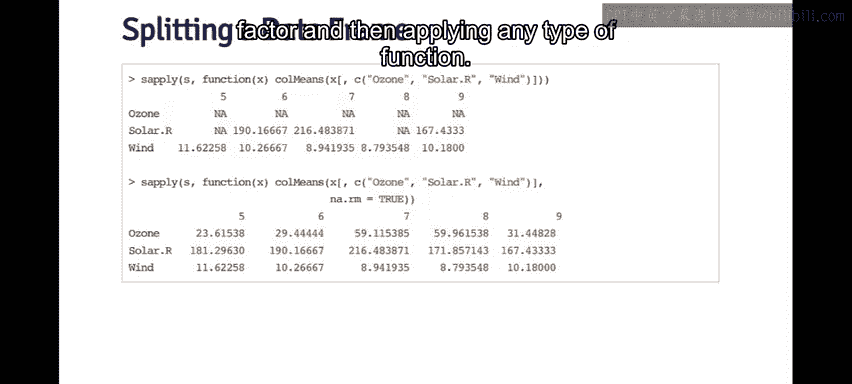 Splitting a Data Frame
factor and then applying any type of
function.
> sapply(s, function(x) colMeans(x[, c("Ozone", "Solar.R", "Wind")]))
5 6 7 8 9
Ozone NA NA NA NA NA
Solar.R NA 190.16667 216.483871 NA 167.4333
Wind 11.62258 10.26667 8.941935 8.793548 10.1800
> sapply(s, function(x) colMeans(x[, c("Ozone", "Solar.R", "Wind")],
na.rm = TRUE))
5 6 7 8 9
Ozone 23.61538 29.44444 59.115385 59.961538 31.44828
Solar.R 181.29630 190.16667 216.483871 171.857143 167.43333
Wind 11.62258 10.26667 8.941935 8.793548 10.18000